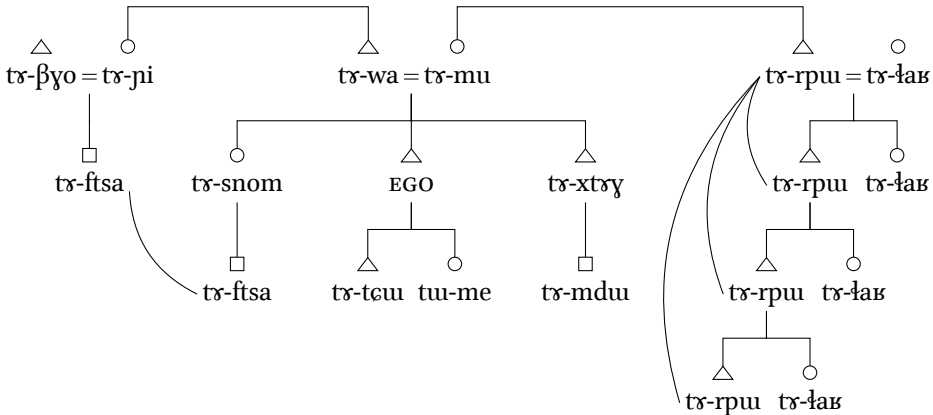 tɤ-βɣo = tɤ-ɲi tɤ-wa = tɤ-mu tɤ-rpɯ = tɤ-ɬaʁ
tɤ-ftsa tɤ-snom EGO tɤ-xtɤɣ tɤ-rpɯ tɤ-ɬaʁ
tɤ-ftsa tɤ-tɕɯ tɯ-me tɤ-mdɯ tɤ-rpɯ tɤ-ɬaʁ
tɤ-rpɯ tɤ-ɬaʁ